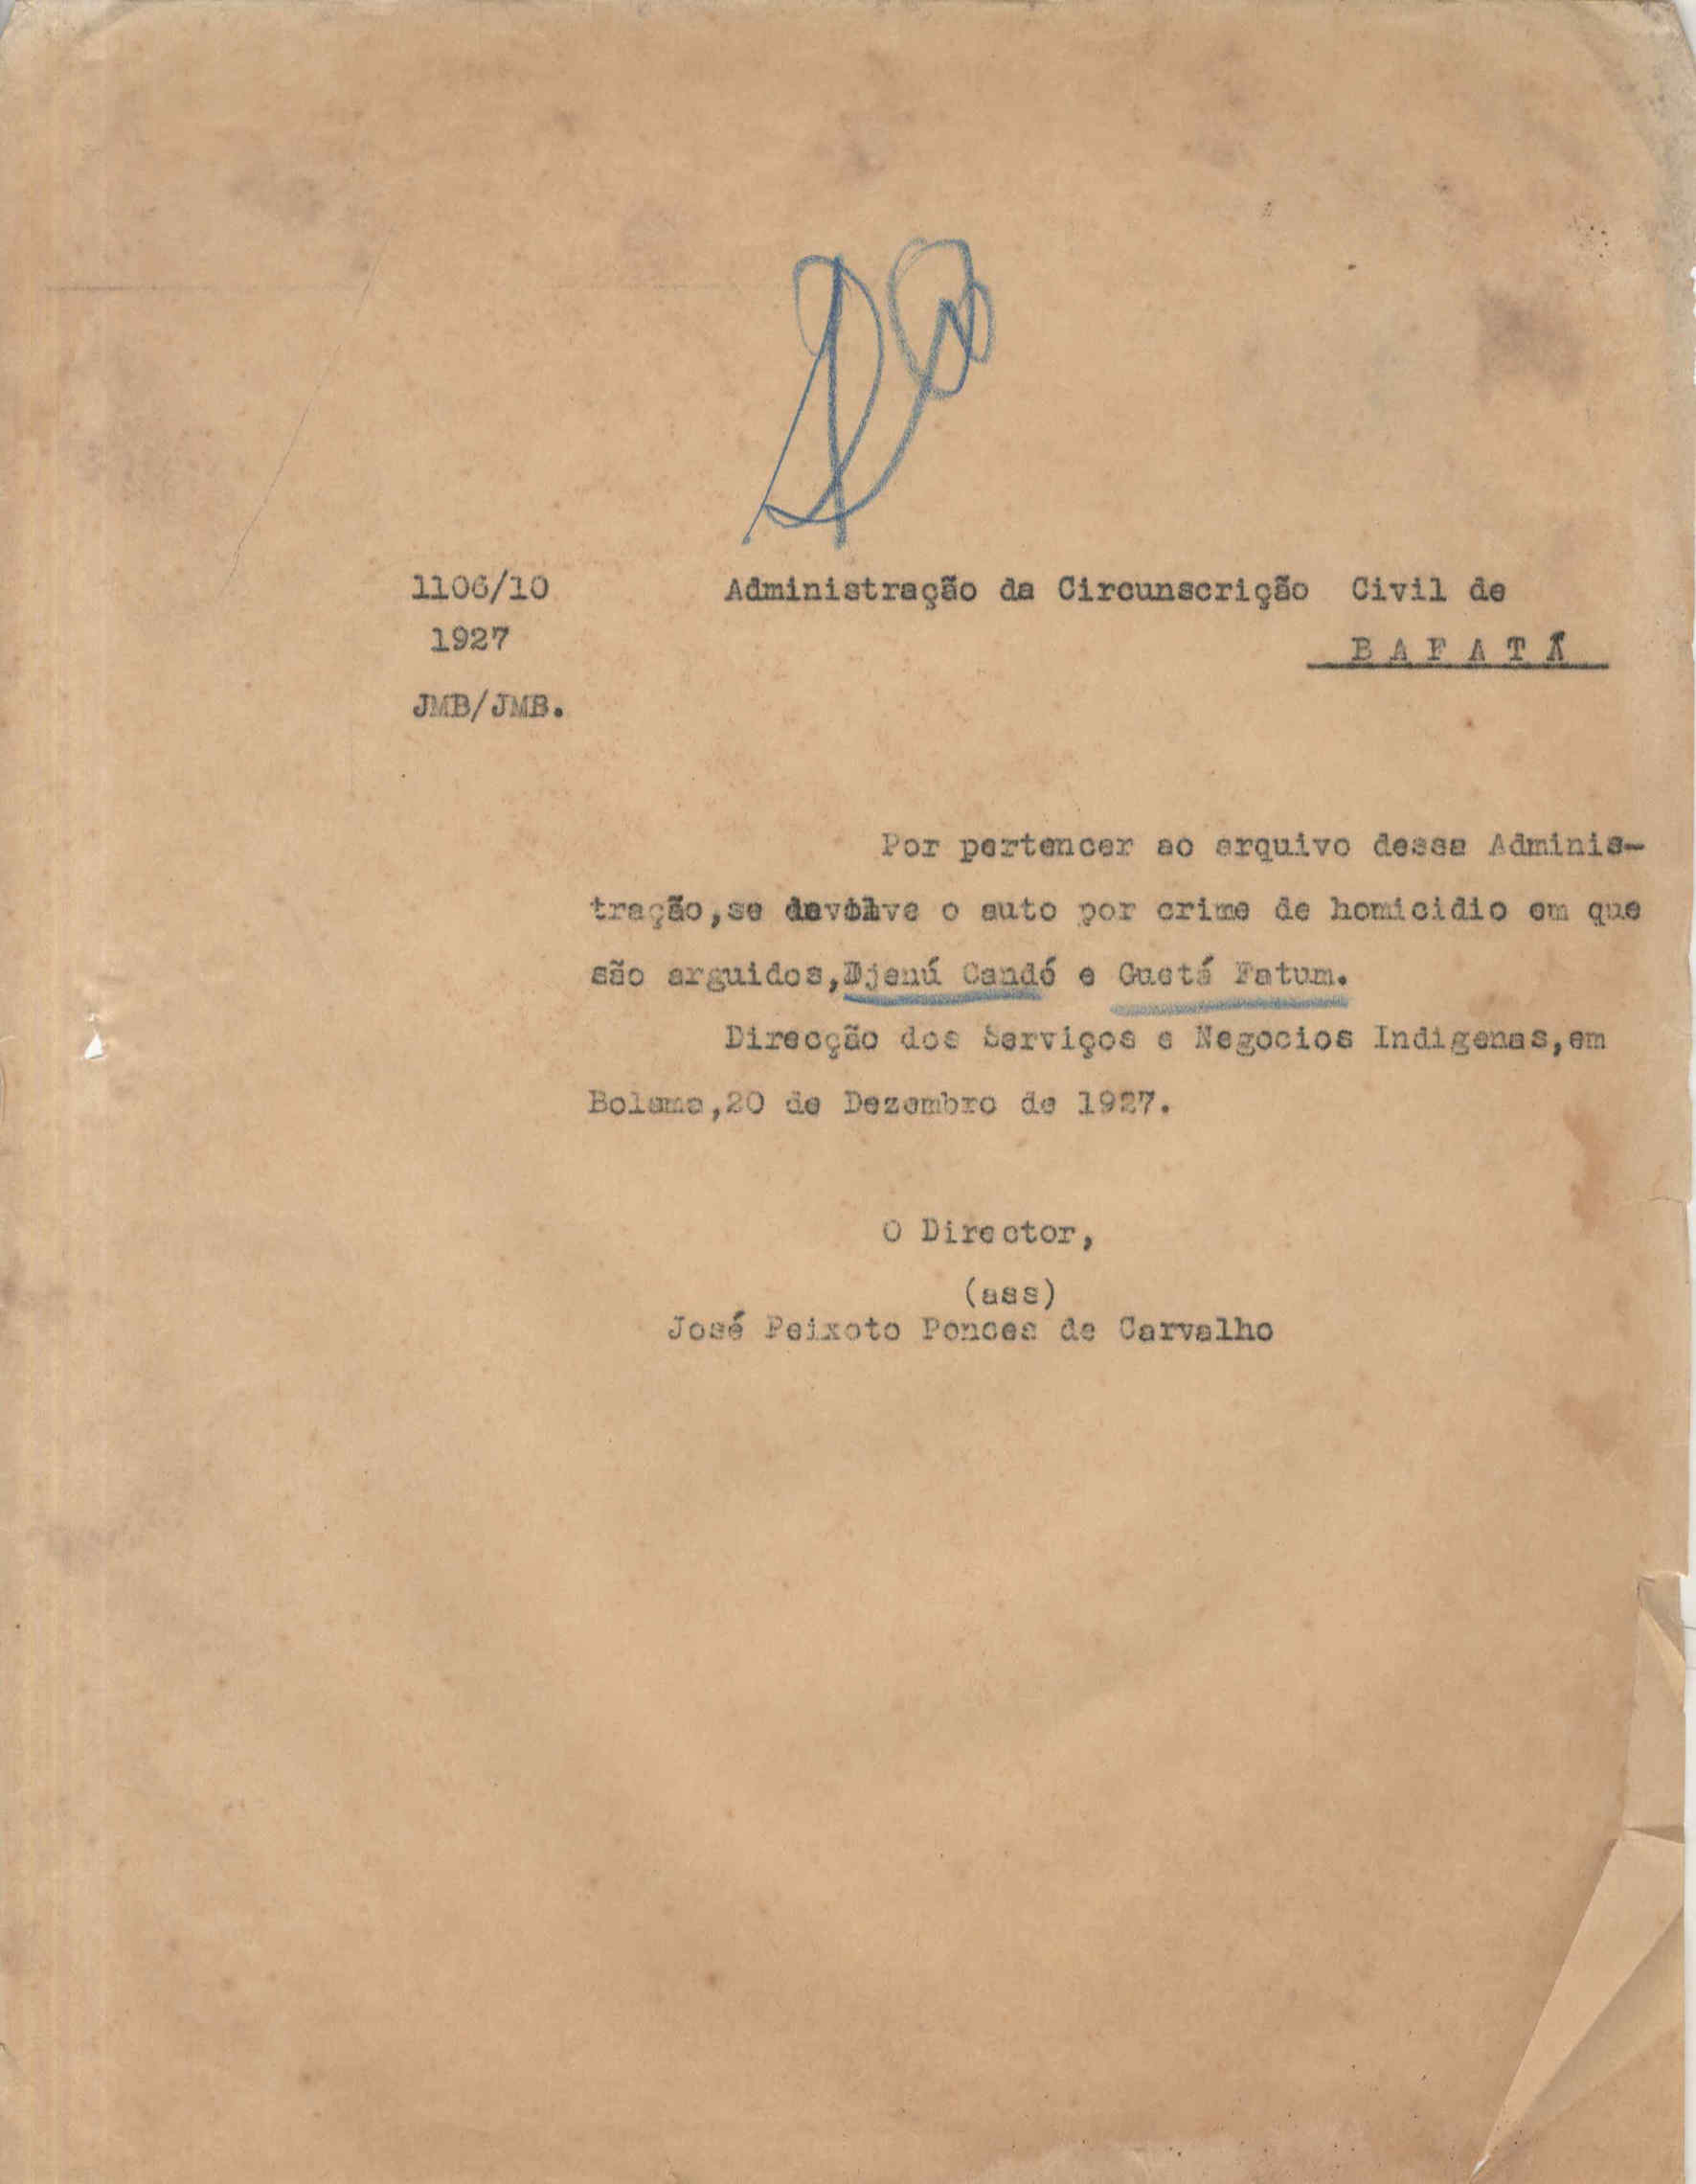 1106/10
Administração da Circunscrição Civil de
1927
BAFATÁ
JMB/JMB.
Por pertencer ao arquivo dessa Adminis-
tração,se devolve o auto por crime de homicidio em que
são arguidos,Djenú Candó e Guetá Fatum.
Direcção dos Serviços e Negocios Indigenas,em
Bolama,20 de Dezembro de 1927.
O Director,
(ass)
José Peixoto Ponces de Carvalho